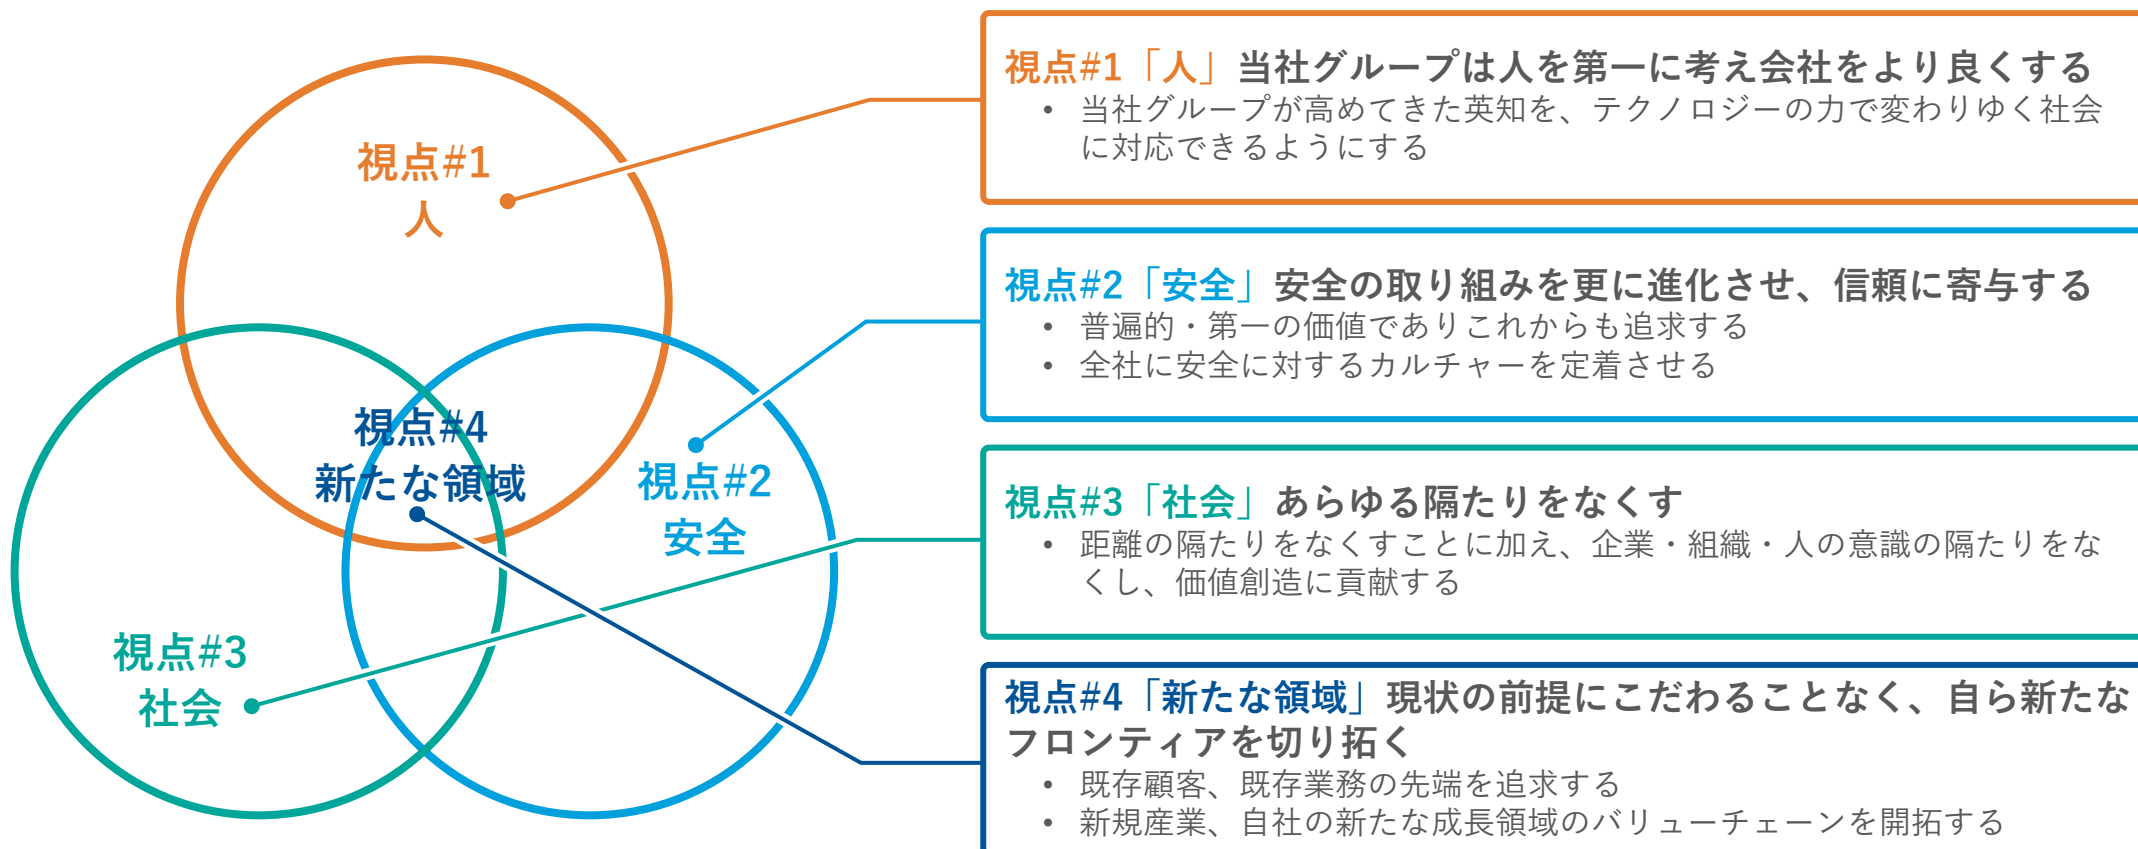 視点#1
人
視点#4
新たな領域
視点#2
安全
視点#3
社会
視点#1「人」当社グループは人を第一に考え会社をより良くする
• 当社グループが高めてきた英知を、テクノロジーの力で変わりゆく社会
に対応できるようにする
視点#2「安全」安全の取り組みを更に進化させ、信頼に寄与する
• 普遍的・第一の価値でありこれからも追求する
• 全社に安全に対するカルチャーを定着させる
視点#3「社会」あらゆる隔たりをなくす
• 距離の隔たりをなくすことに加え、企業・組織・人の意識の隔たりをな
くし、価値創造に貢献する
視点#4「新たな領域」現状の前提にこだわることなく、自ら新たな
フロンティアを切り拓く
• 既存顧客、既存業務の先端を追求する
• 新規産業、自社の新たな成長領域のバリューチェーンを開拓する